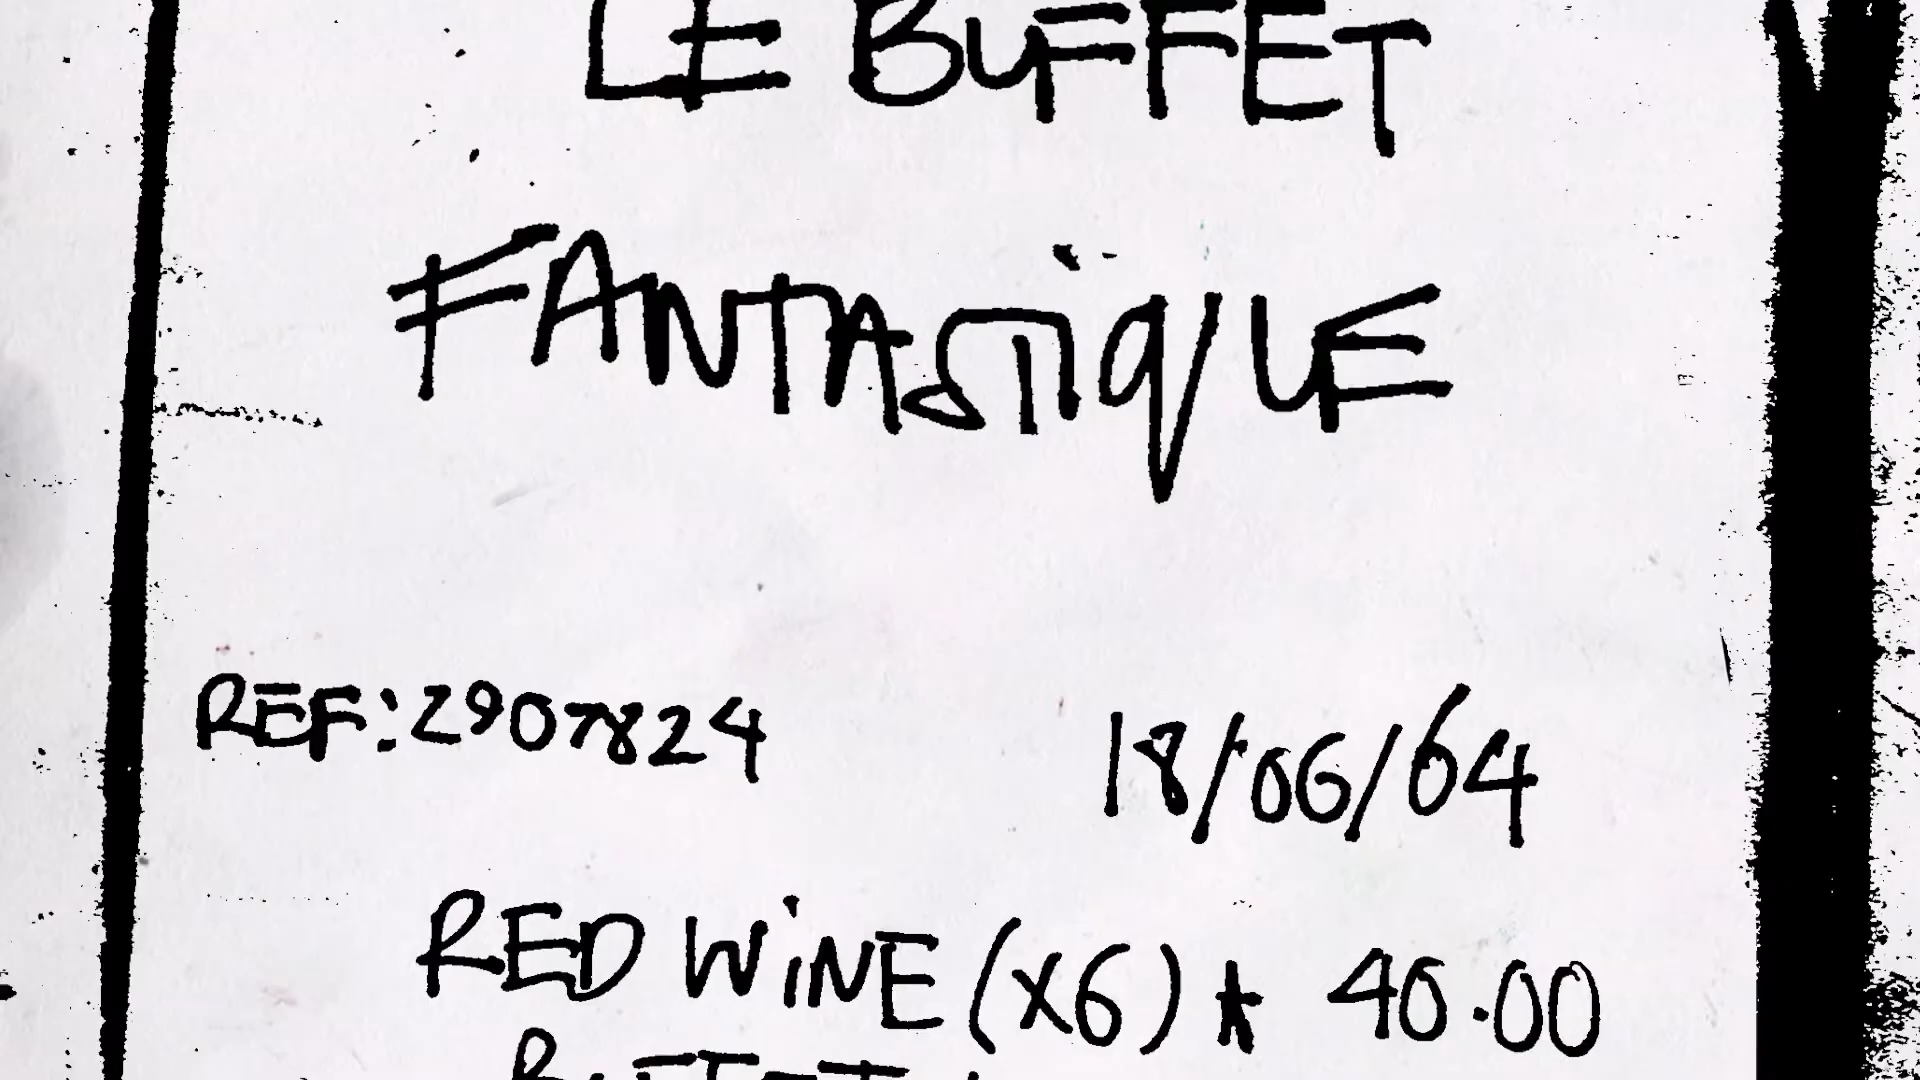 LE BUFFET
FANTASTIQUE
REF: 2907824 18/06/64
RED WINE (X6) * 40.00